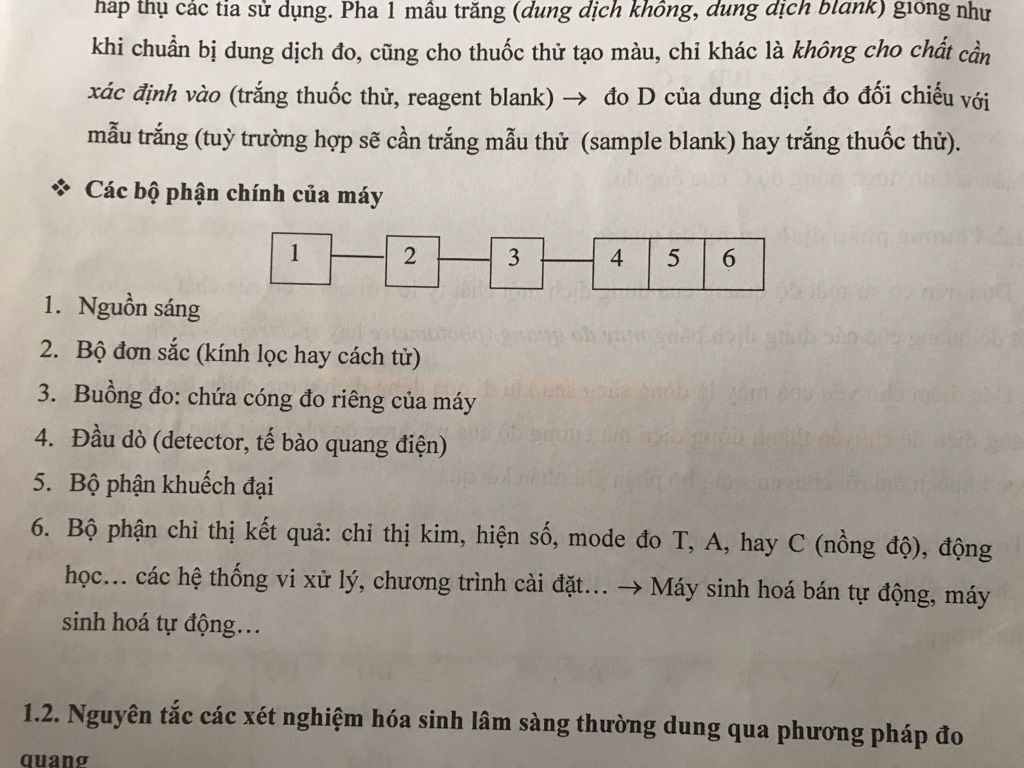 hấp thụ các tia sử dụng. Pha 1 mẫu trắng (dung dịch không, dung dịch blank) giống như
khi chuẩn bị dung dịch đo, cũng cho thuốc thử tạo màu, chỉ khác là không cho chất cần
xác định vào (trắng thuốc thử, reagent blank) → đo D của dung dịch đo đối chiếu với
mẫu trắng (tuỳ trường hợp sẽ cần trắng mẫu thử (sample blank) hay trắng thuốc thử).
❖ Các bộ phận chính của máy
1 2 3 4 5 6
1. Nguồn sáng
2. Bộ đơn sắc (kính lọc hay cách tử)
3. Buồng đo: chứa cóng đo riêng của máy
4. Đầu dò (detector, tế bào quang điện)
5. Bộ phận khuếch đại
6. Bộ phận chỉ thị kết quả: chỉ thị kim, hiện số, mode đo T, A, hay C (nồng độ), động
học… các hệ thống vi xử lý, chương trình cài đặt… → Máy sinh hoá bán tự động, máy
sinh hoá tự động…
1.2. Nguyên tắc các xét nghiệm hóa sinh lâm sàng thường dung qua phương pháp đo
quang